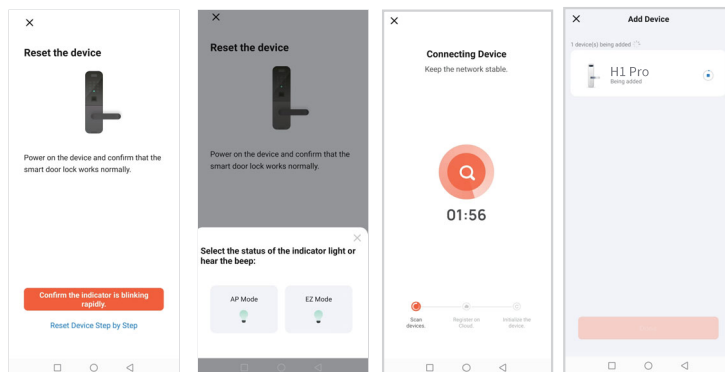 Reset the device
Power on the device and confirm that the
smart door lock works normally.
Confirm the indicator is blinking
rapidly.
Reset Device Step by Step
Reset the device
Power on the device and confirm that the
smart door lock works normally.
Select the status of the indicator light or
hear the beep:
AP Mode
EZ Mode
Connecting Device
Keep the network stable.
01:56
Scan
devices.
Register on
Cloud.
Initialize the
device.
Add Device
1 device(s) being added
H1 Pro
Being added